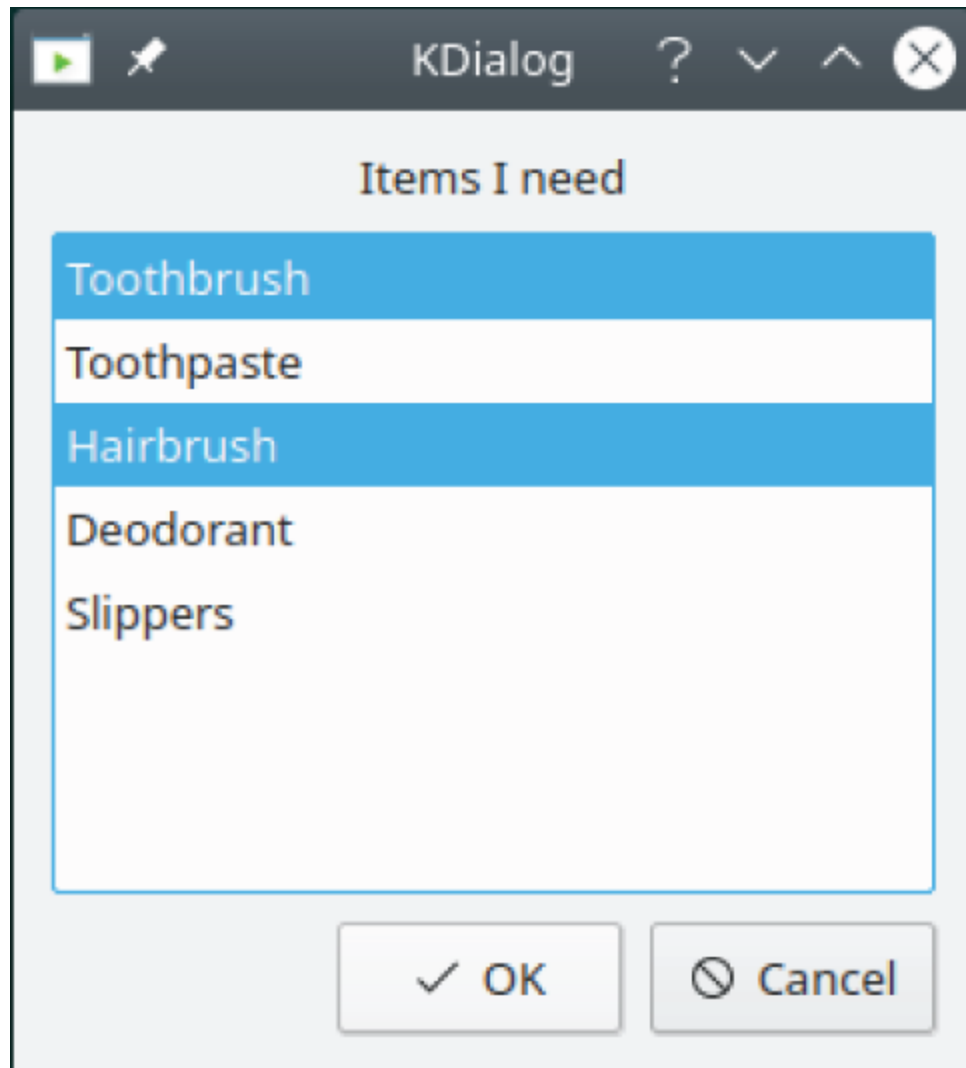 KDialog
Items I need
Toothbrush
Toothpaste
Hairbrush
Deodorant
Slippers
OK
Cancel